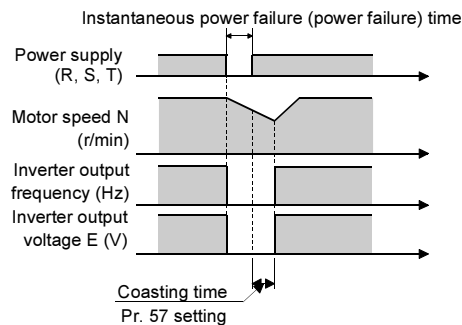 Instantaneous power failure (power failure) time
Power supply
(R, S, T)
Motor speed N
(r/min)
Inverter output
frequency (Hz)
Inverter output
voltage E (V)
Coasting time
Pr. 57 setting